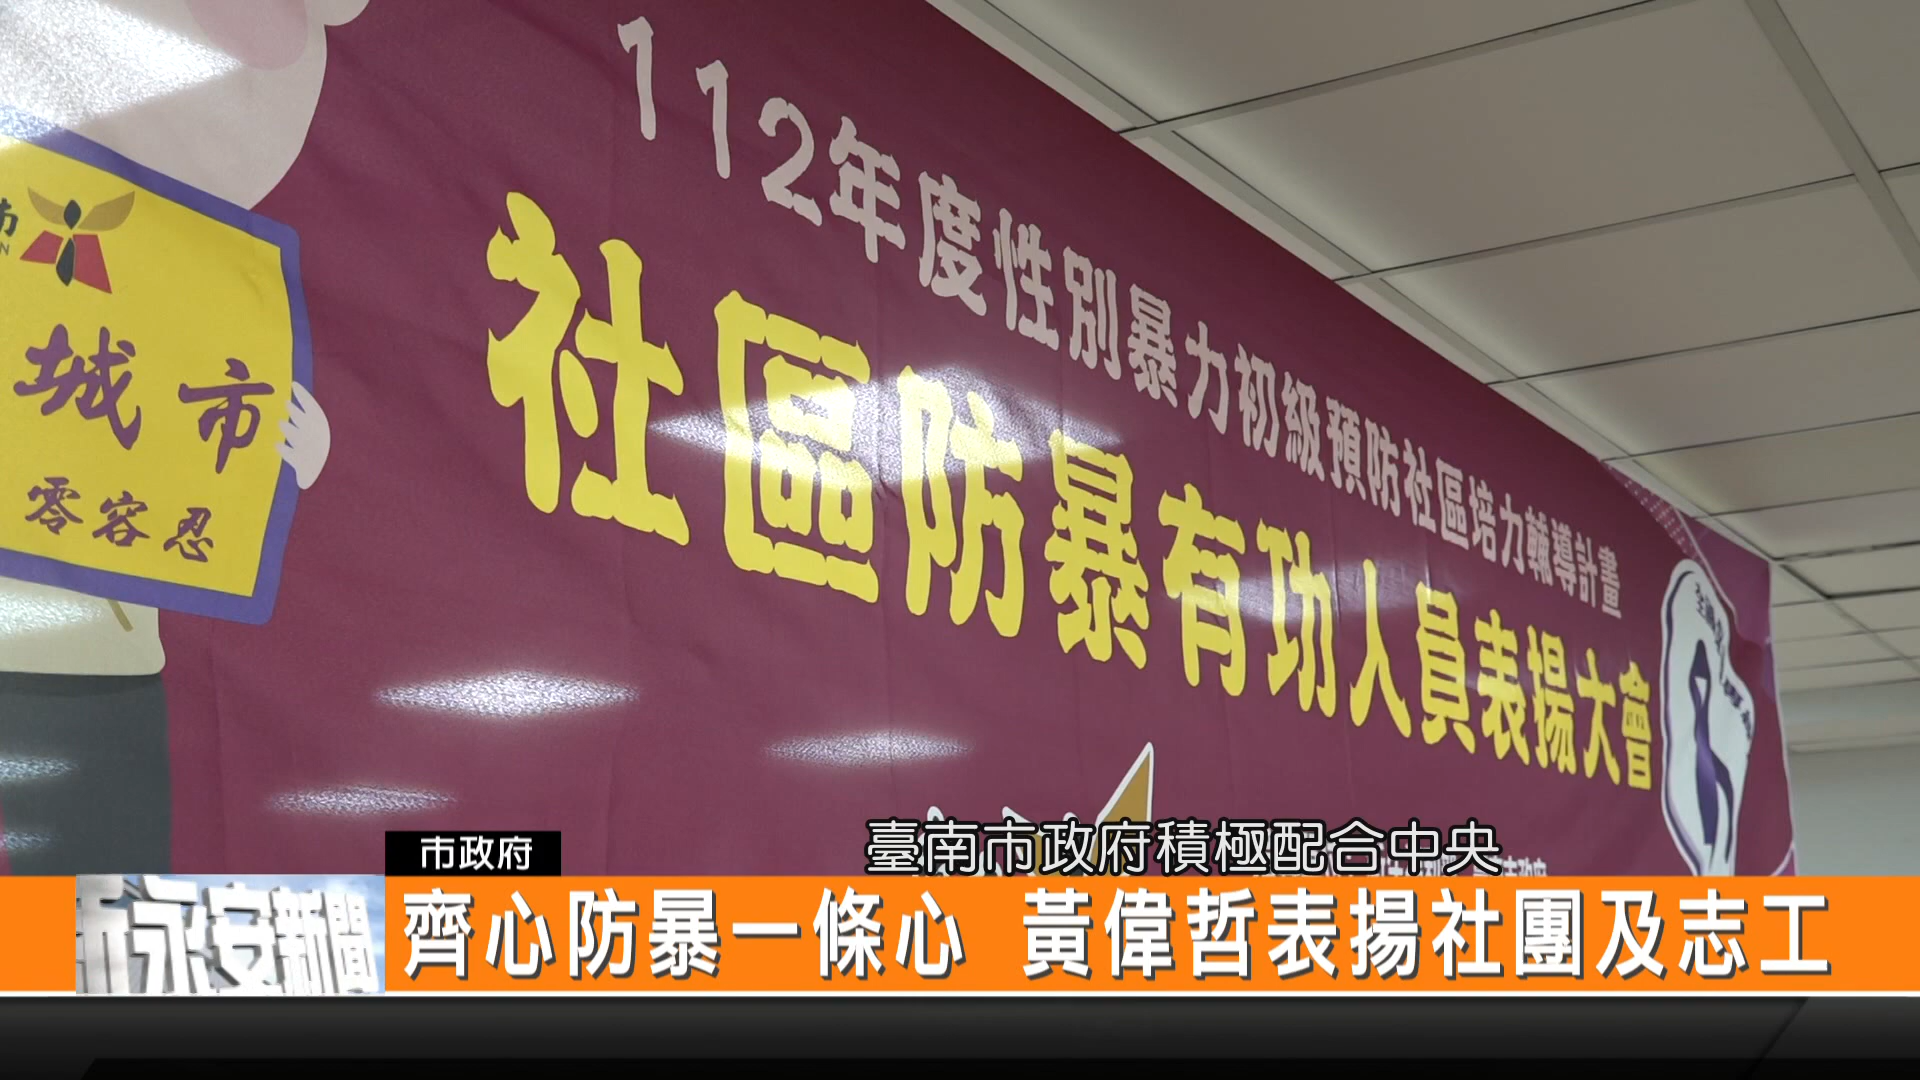 112年度性別暴力初級預防社區培力輔導計畫
社區防暴有功人員表揚大會
城市
零容忍
臺南市政府積極配合中央
市政府
永安新聞
齊心防暴一條心 黃偉哲表揚社團及志工